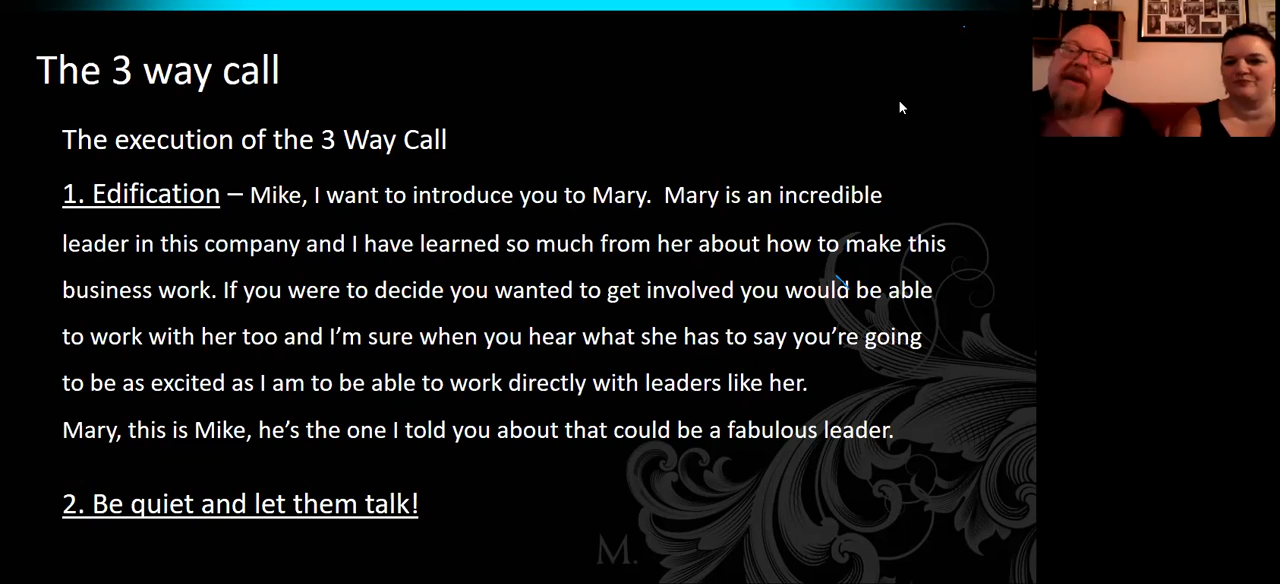 The 3 way call
The execution of the 3 Way Call
1. Edification – Mike, I want to introduce you to Mary.  Mary is an incredible
leader in this company and I have learned so much from her about how to make this
business work. If you were to decide you wanted to get involved you would be able
to work with her too and I’m sure when you hear what she has to say you’re going
to be as excited as I am to be able to work directly with leaders like her.
Mary, this is Mike, he’s the one I told you about that could be a fabulous leader.
2. Be quiet and let them talk!
M.